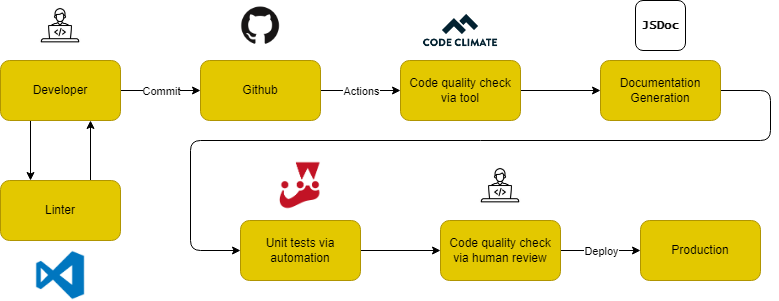 JSDoc
CODE CLIMATE
Developer
Commit
Github
Actions
Code quality check
via tool
Documentation
Generation
Linter
Unit tests via
automation
Code quality check
via human review
Deploy
Production